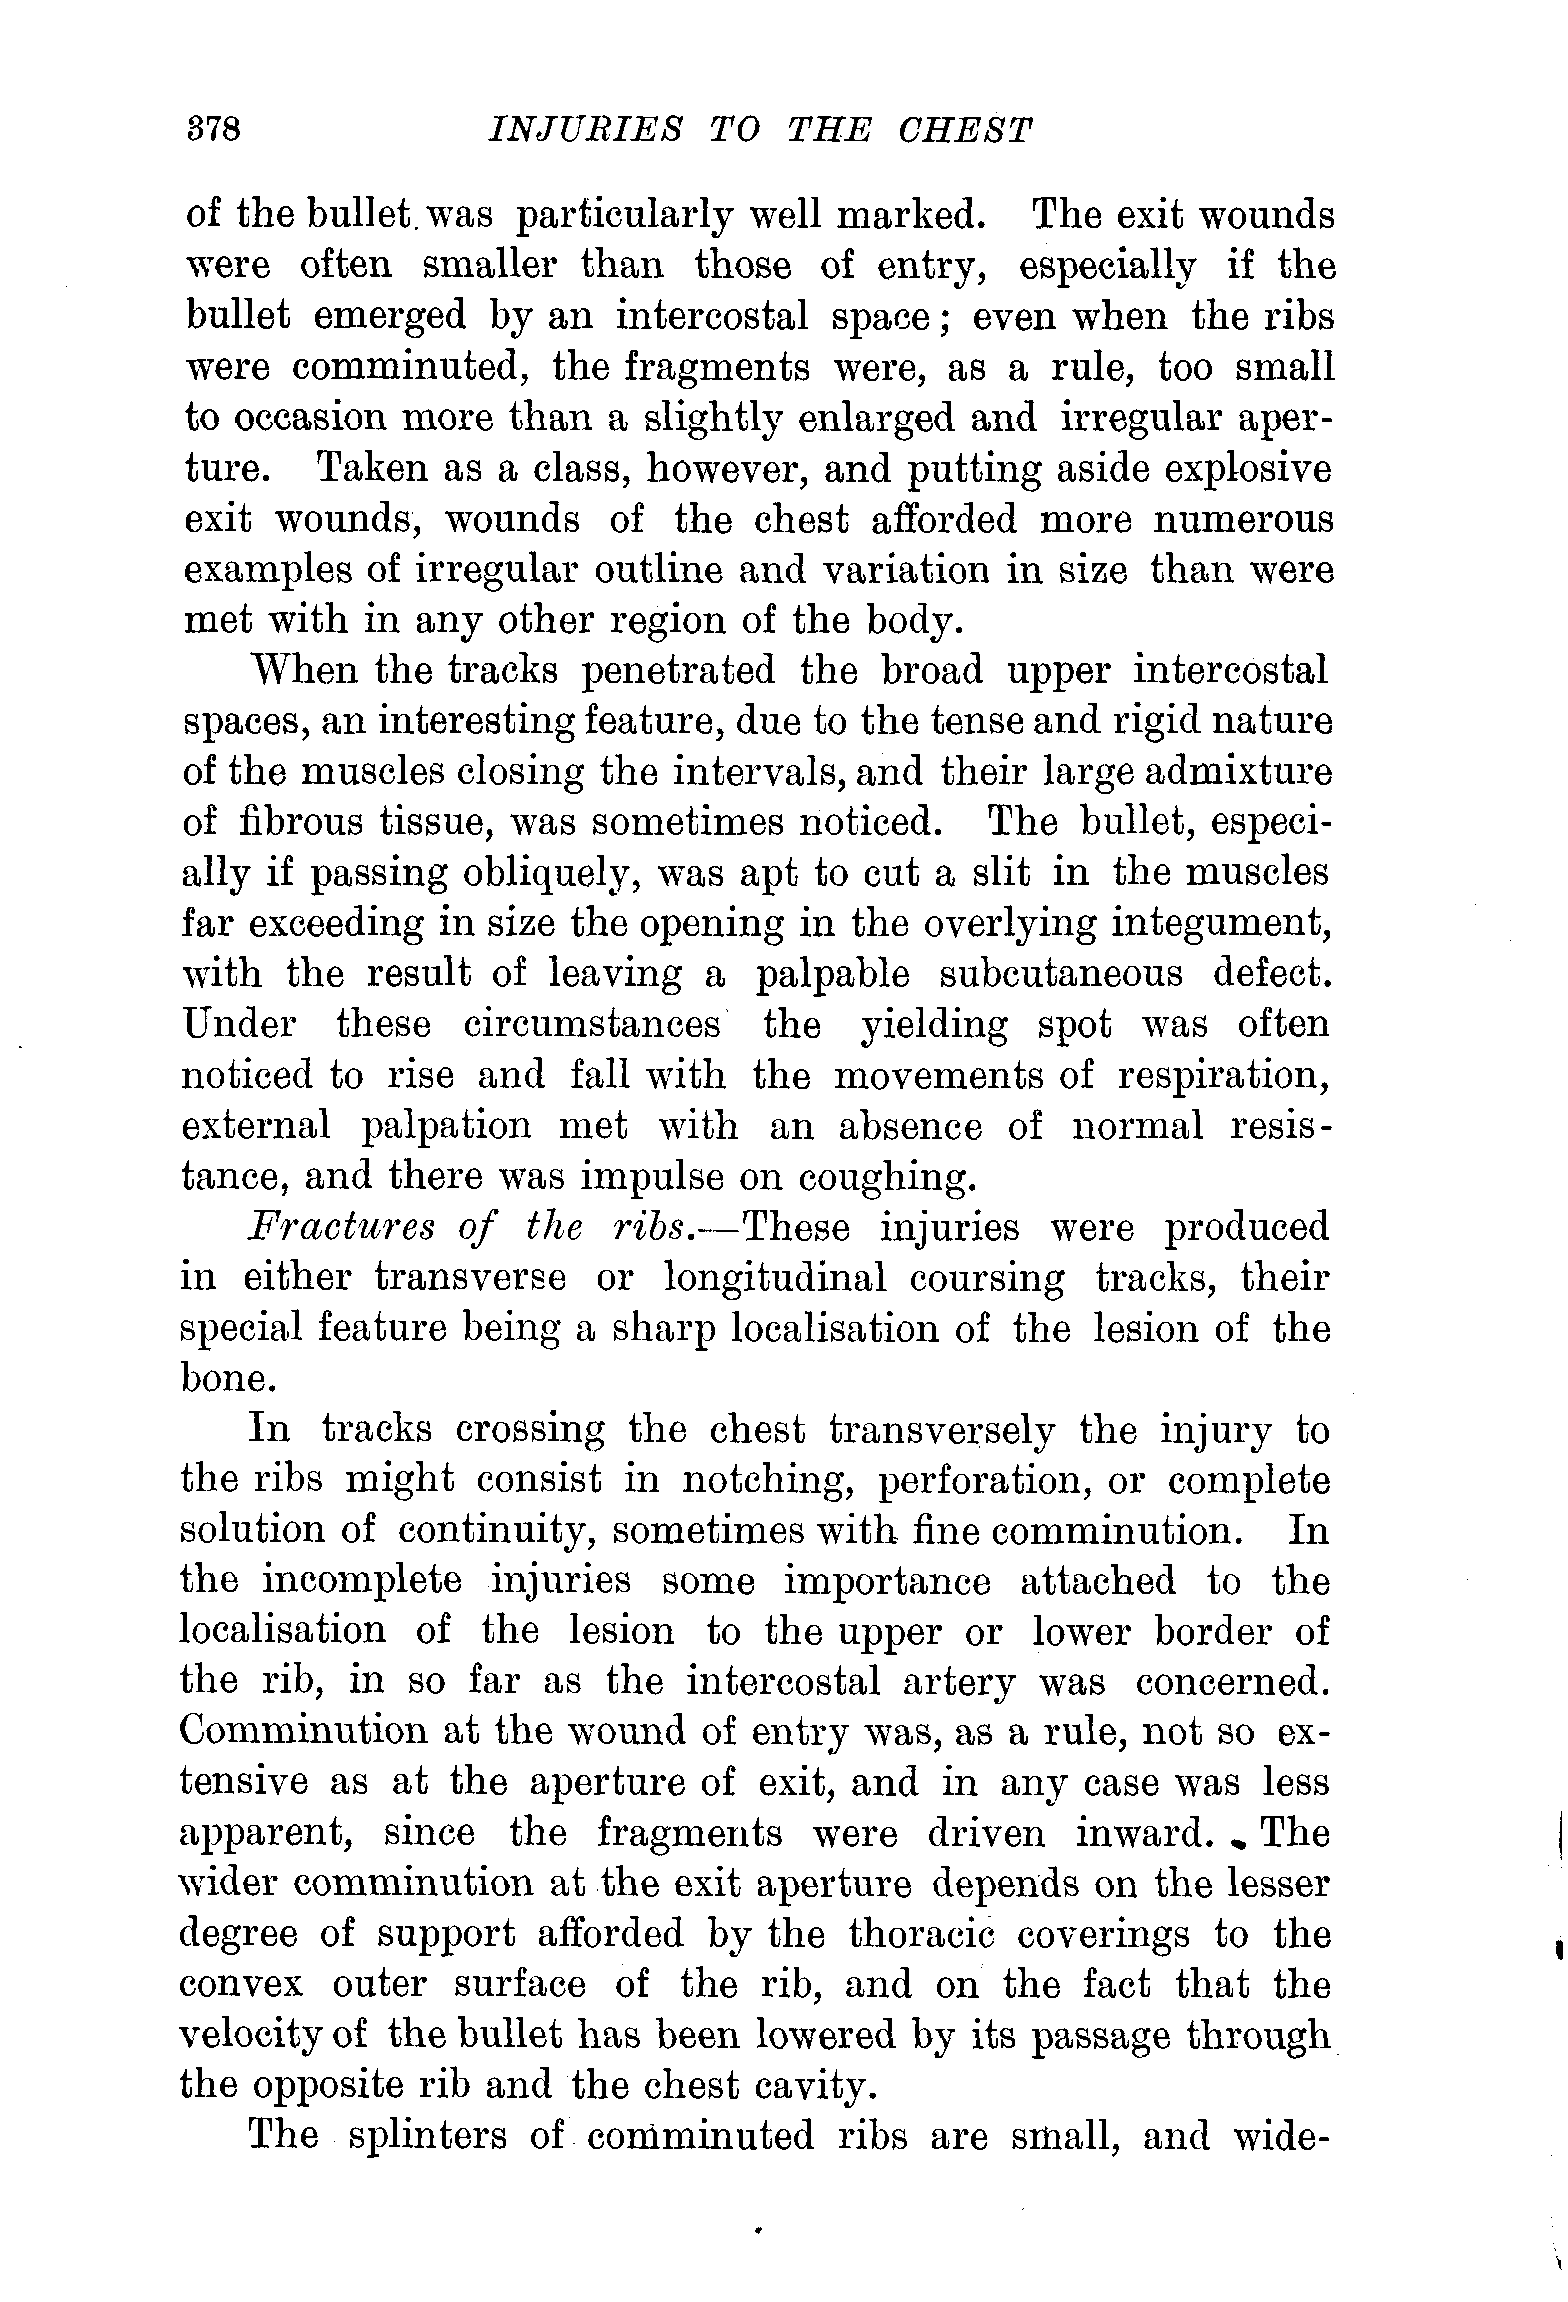 378 INJURIES TO THE CHEST
of the bullet was particularly well marked. The exit wounds
were often smaller than those of entry, especially if the
bullet emerged by an intercostal space; even when the ribs
were comminuted, the fragments were, as a rule, too small
to occasion more than a slightly enlarged and irregular aper-
ture. Taken as a class, however, and putting aside explosive
exit wounds, wounds of the chest afforded more numerous
examples of irregular outline and variation in size than were
met with in any other region of the body.
When the tracks penetrated the broad upper intercostal
spaces, an interesting feature, due to the tense and rigid nature
of the muscles closing the intervals, and their large admixture
of fibrous tissue, was sometimes noticed. The bullet, especi-
ally if passing obliquely, was apt to cut a slit in the muscles
far exceeding in size the opening in the overlying integument,
with the result of leaving a palpable subcutaneous defect.
Under these circumstances the yielding spot was often
noticed to rise and fall with the movements of respiration,
external palpation met with an absence of normal resis-
tance, and there was impulse on coughing.
Fractures of the ribs.—These injuries were produced
in either transverse or longitudinal coursing tracks, their
special feature being a sharp localisation of the lesion of the
bone.
In tracks crossing the chest transversely the injury to
the ribs might consist in notching, perforation, or complete
solution of continuity, sometimes with fine comminution. In
the incomplete injuries some importance attached to the
localisation of the lesion to the upper or lower border of
the rib, in so far as the intercostal artery was concerned.
Comminution at the wound of entry was, as a rule, not so ex-
tensive as at the aperture of exit, and in any case was less
apparent, since the fragments were driven inward. The
wider comminution at the exit aperture depends on the lesser
degree of support afforded by the thoracic coverings to the
convex outer surface of the rib, and on the fact that the
velocity of the bullet has been lowered by its passage through
the opposite rib and the chest cavity.
The splinters of comminuted ribs are small, and wide-